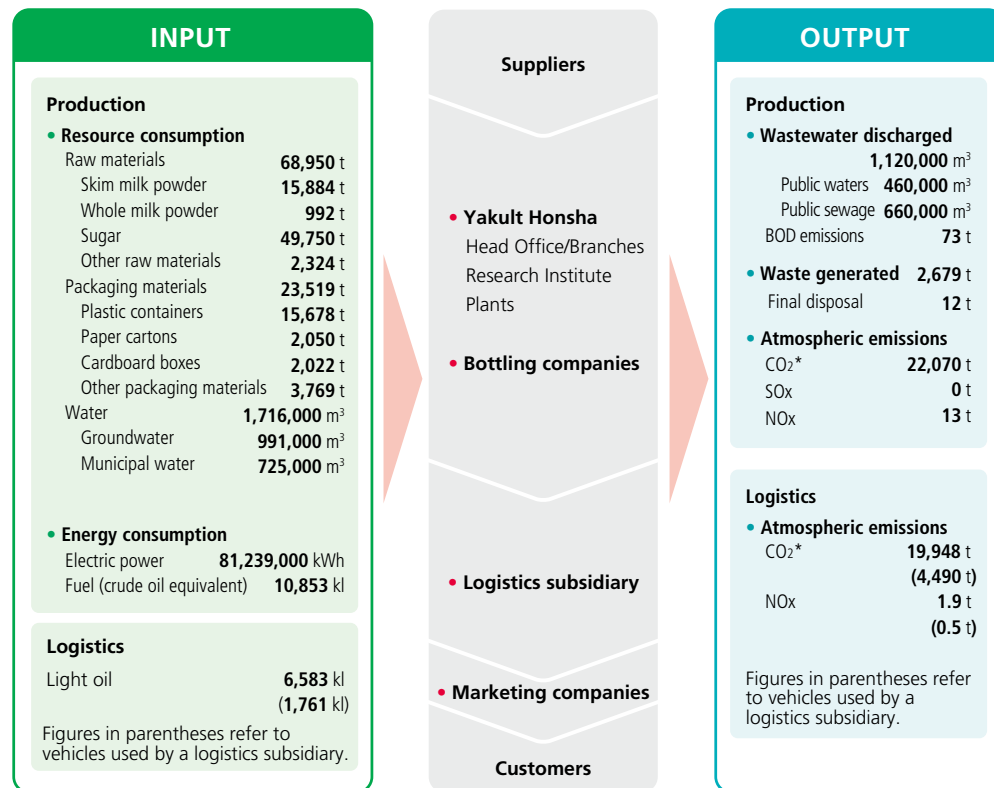 INPUT
Production
• Resource consumption
Raw materials 68,950 t
Skim milk powder 15,884 t
Whole milk powder 992 t
Sugar 49,750 t
Other raw materials 2,324 t
Packaging materials 23,519 t
Plastic containers 15,678 t
Paper cartons 2,050 t
Cardboard boxes 2,022 t
Other packaging materials 3,769 t
Water 1,716,000 m³
Groundwater 991,000 m³
Municipal water 725,000 m³
• Energy consumption
Electric power 81,239,000 kWh
Fuel (crude oil equivalent) 10,853 kl
Logistics
Light oil 6,583 kl
(1,761 kl)
Figures in parentheses refer to
vehicles used by a logistics subsidiary.
Suppliers
• Yakult Honsha
Head Office/Branches
Research Institute
Plants
• Bottling companies
• Logistics subsidiary
• Marketing companies
Customers
OUTPUT
Production
• Wastewater discharged
1,120,000 m³
Public waters 460,000 m³
Public sewage 660,000 m³
BOD emissions 73 t
• Waste generated 2,679 t
Final disposal 12 t
• Atmospheric emissions
CO₂* 22,070 t
SOx 0 t
NOx 13 t
Logistics
• Atmospheric emissions
CO₂* 19,948 t
(4,490 t)
NOx 1.9 t
(0.5 t)
Figures in parentheses refer
to vehicles used by a
logistics subsidiary.